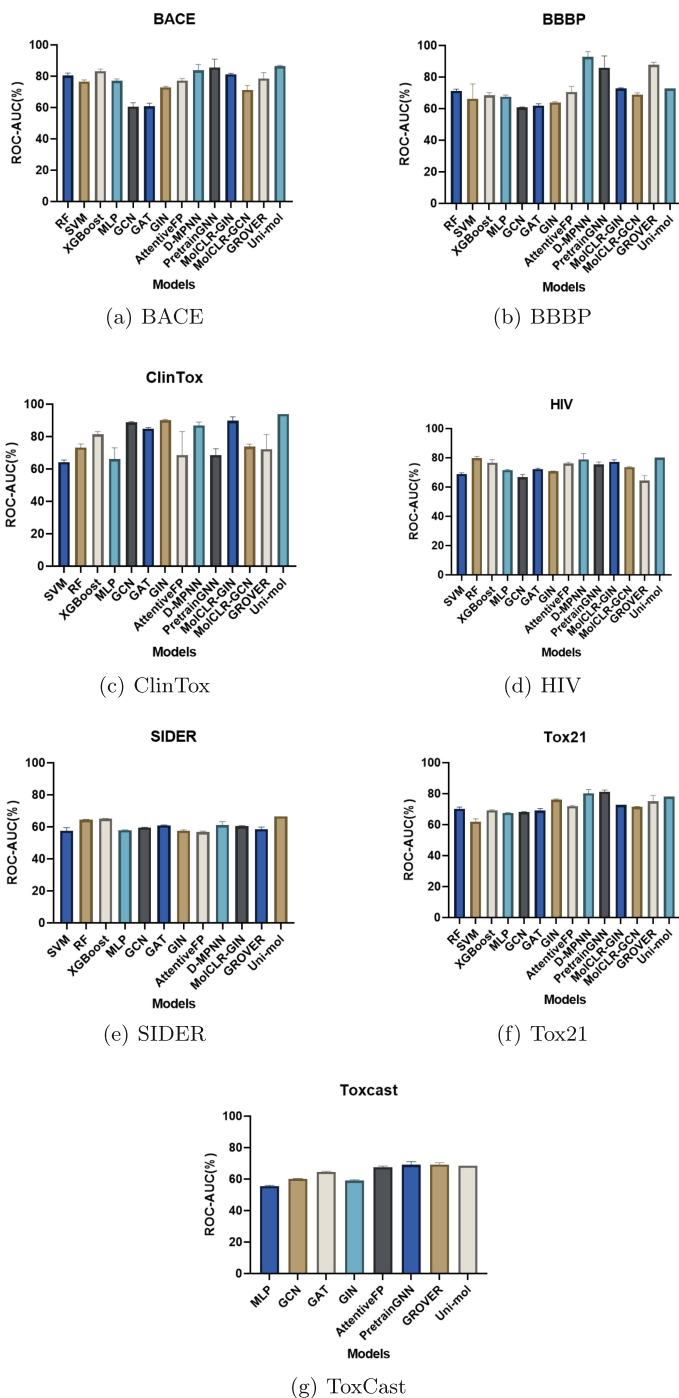 BACE
ROC-AUC(%)
100
80
60
40
20
0
RF
SVM
XGBoost
MLP
GCN
GAT
GIN
AttentiveFP
D-MPNN
PretrainGNN
MolCLR-GIN
MolCLR-GCN
GROVER
Uni-mol
Models
(a) BACE
BBBP
ROC-AUC(%)
100
80
60
40
20
0
RF
SVM
XGBoost
MLP
GCN
GAT
GIN
AttentiveFP
D-MPNN
PretrainGNN
MolCLR-GIN
MolCLR-GCN
GROVER
Uni-mol
Models
(b) BBBP
ClinTox
ROC-AUC(%)
100
80
60
40
20
0
SVM
RF
XGBoost
MLP
GCN
GAT
GIN
AttentiveFP
D-MPNN
PretrainGNN
MolCLR-GIN
MolCLR-GCN
GROVER
Uni-mol
Models
(c) ClinTox
HIV
ROC-AUC(%)
100
80
60
40
20
0
SVM
RF
XGBoost
MLP
GCN
GAT
GIN
AttentiveFP
D-MPNN
PretrainGNN
MolCLR-GIN
MolCLR-GCN
GROVER
Uni-mol
Models
(d) HIV
SIDER
ROC-AUC(%)
100
80
60
40
20
0
SVM
RF
XGBoost
MLP
GCN
GAT
GIN
AttentiveFP
D-MPNN
MolCLR-GIN
GROVER
Uni-mol
Models
(e) SIDER
Tox21
ROC-AUC(%)
100
80
60
40
20
0
RF
SVM
XGBoost
MLP
GCN
GAT
GIN
AttentiveFP
D-MPNN
PretrainGNN
MolCLR-GIN
MolCLR-GCN
GROVER
Uni-mol
Models
(f) Tox21
Toxcast
ROC-AUC(%)
100
80
60
40
20
0
MLP
GCN
GAT
GIN
AttentiveFP
PretrainGNN
GROVER
Uni-mol
Models
(g) ToxCast